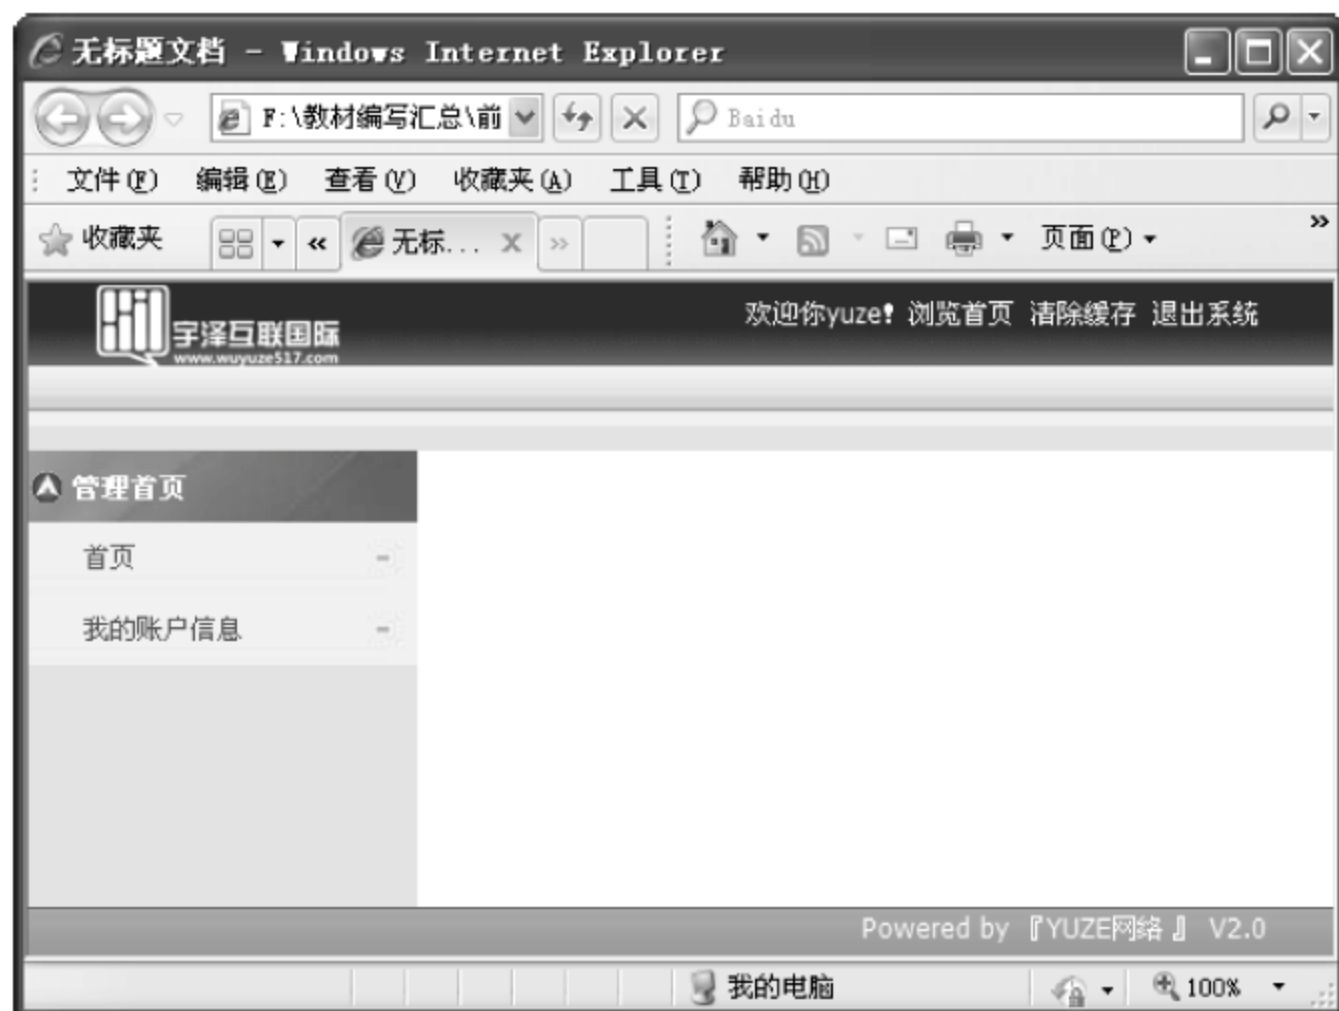 无标题文档 - Windows Internet Explorer
F:\教材编写汇总\前 Baidu
文件(F) 编辑(E) 查看(V) 收藏夹(A) 工具(T) 帮助(H)
收藏夹 无标... 页面(P)
欢迎你yuze! 浏览首页 清除缓存 退出系统
宇泽互联国际
www.wuyuze517.com
管理首页
首页
我的账户信息
Powered by 『YUZE网络』 V2.0
我的电脑 100%